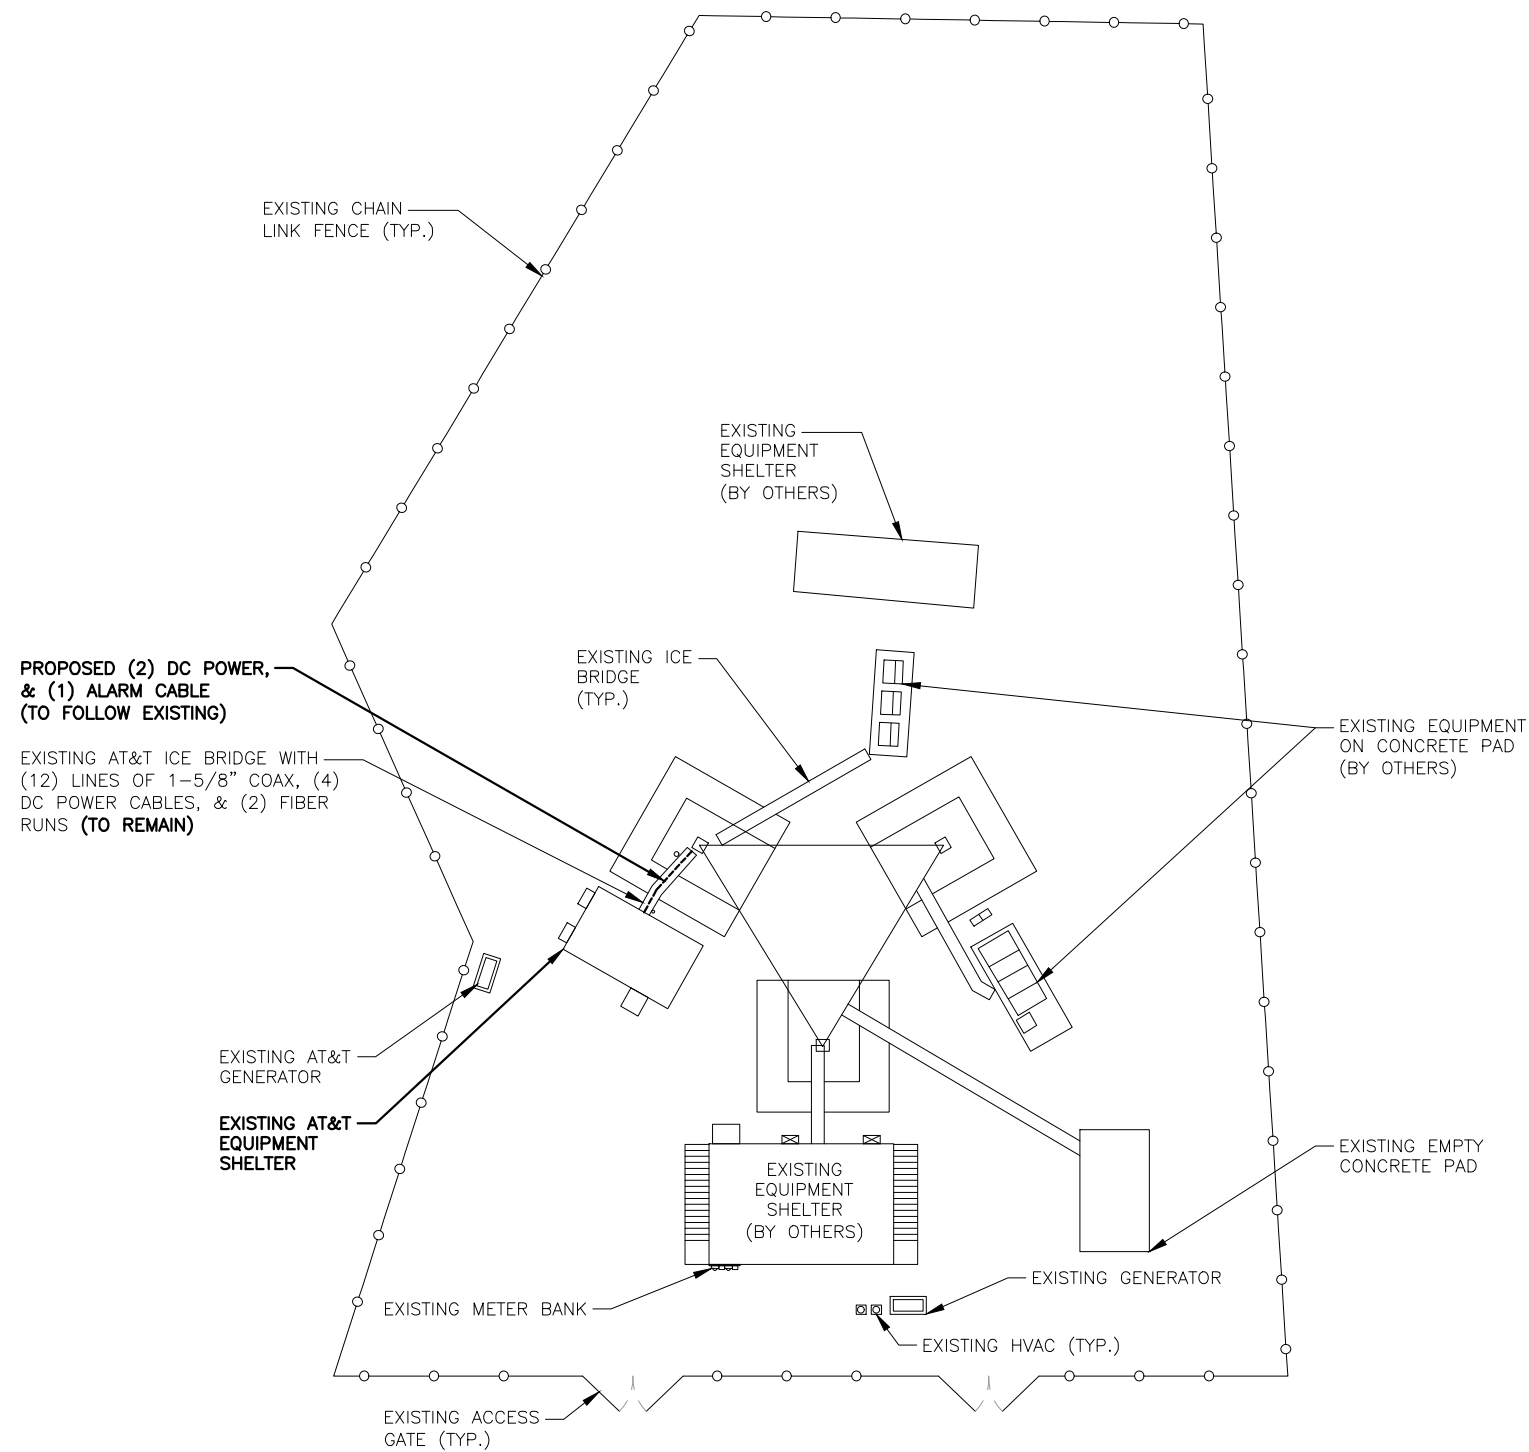 EXISTING CHAIN
LINK FENCE (TYP.)
EXISTING
EQUIPMENT
SHELTER
(BY OTHERS)
PROPOSED (2) DC POWER,
& (1) ALARM CABLE
(TO FOLLOW EXISTING)
EXISTING ICE
BRIDGE
(TYP.)
EXISTING EQUIPMENT
ON CONCRETE PAD
(BY OTHERS)
EXISTING AT&T ICE BRIDGE WITH
(12) LINES OF 1-5/8" COAX, (4)
DC POWER CABLES, & (2) FIBER
RUNS (TO REMAIN)
EXISTING AT&T
GENERATOR
EXISTING AT&T
EQUIPMENT
SHELTER
EXISTING
EQUIPMENT
SHELTER
(BY OTHERS)
EXISTING EMPTY
CONCRETE PAD
EXISTING GENERATOR
EXISTING METER BANK
EXISTING HVAC (TYP.)
EXISTING ACCESS
GATE (TYP.)